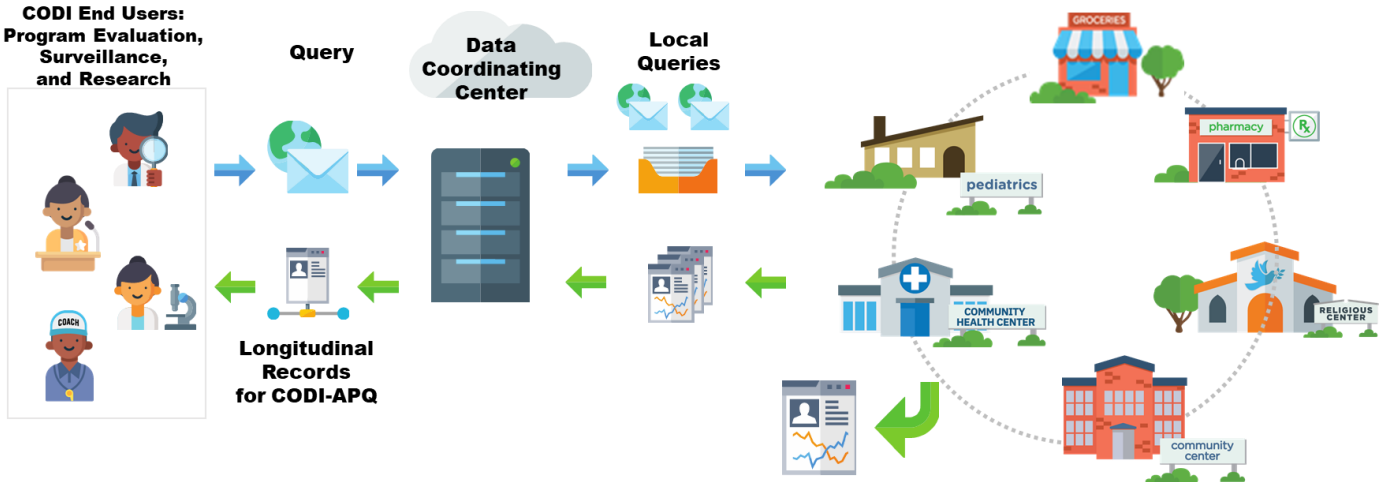 CODI End Users:
Program Evaluation,
Surveillance,
and Research
Query
Data
Coordinating
Center
Local
Queries
GROCERIES
pharmacy
Rx
pediatrics
COMMUNITY
HEALTH CENTER
RELIGIOUS
CENTER
COACH
Longitudinal
Records
for CODI-APQ
community
center